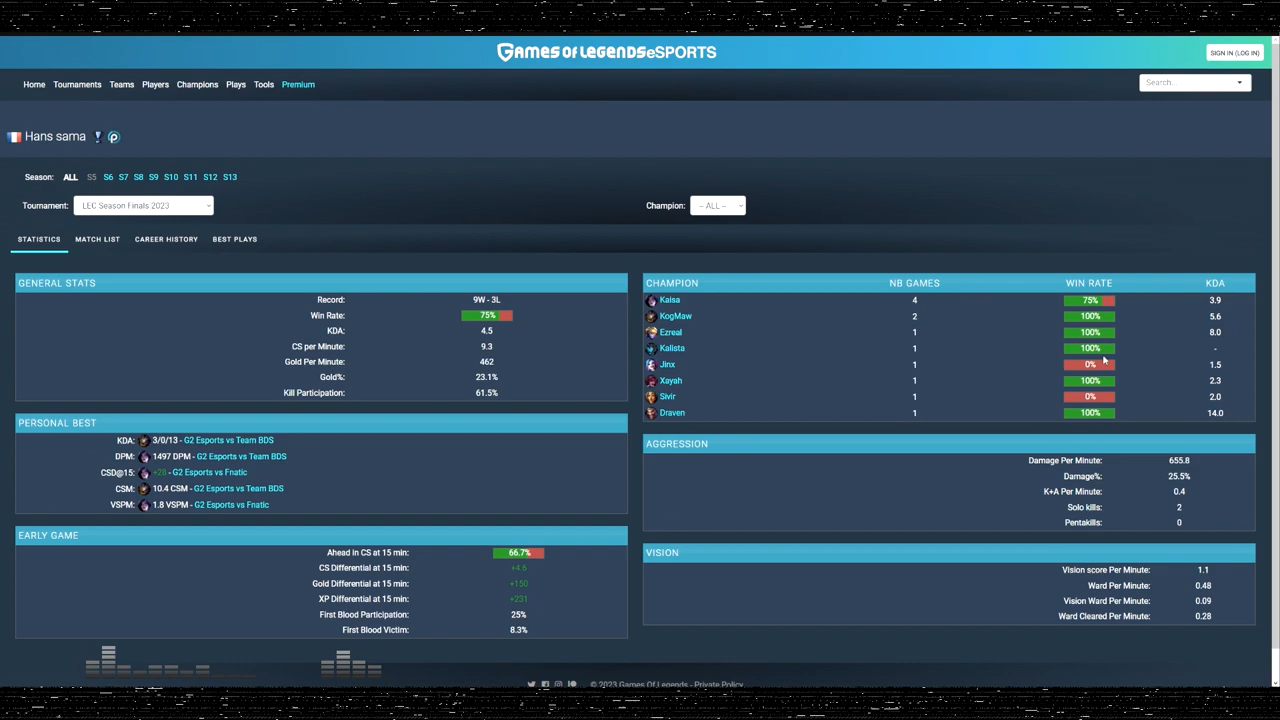 GAMES OF LEGENDS eSPORTS
SIGN IN (LOG IN)
Home Tournaments Teams Players Champions Plays Tools Premium
Search...
Hans sama
Season: ALL S5 S6 S7 S8 S9 S10 S11 S12 S13
Tournament: LEC Season Finals 2023
Champion: -- ALL --
STATISTICS MATCH LIST CAREER HISTORY BEST PLAYS
GENERAL STATS
Record: 9W - 3L
Win Rate: 75%
KDA: 4.5
CS per Minute: 9.3
Gold Per Minute: 462
Gold%: 23.1%
Kill Participation: 61.5%
PERSONAL BEST
KDA: 3/0/13 - G2 Esports vs Team BDS
DPM: 1497 DPM - G2 Esports vs Team BDS
CSD@15: +28 - G2 Esports vs Fnatic
CSM: 10.4 CSM - G2 Esports vs Team BDS
VSPM: 1.8 VSPM - G2 Esports vs Fnatic
EARLY GAME
Ahead in CS at 15 min: 66.7%
CS Differential at 15 min: +4.6
Gold Differential at 15 min: +150
XP Differential at 15 min: +231
First Blood Participation: 25%
First Blood Victim: 8.3%
CHAMPION NB GAMES WIN RATE KDA
Kaisa 4 75% 3.9
KogMaw 2 100% 5.6
Ezreal 1 100% 8.0
Kalista 1 100% -
Jinx 1 0% 1.5
Xayah 1 100% 2.3
Sivir 1 0% 2.0
Draven 1 100% 14.0
AGGRESSION
Damage Per Minute: 655.8
Damage%: 25.5%
K+A Per Minute: 0.4
Solo kills: 2
Pentakills: 0
VISION
Vision score Per Minute: 1.1
Ward Per Minute: 0.48
Vision Ward Per Minute: 0.09
Ward Cleared Per Minute: 0.28
© 2023 Games Of Legends - Private Policy